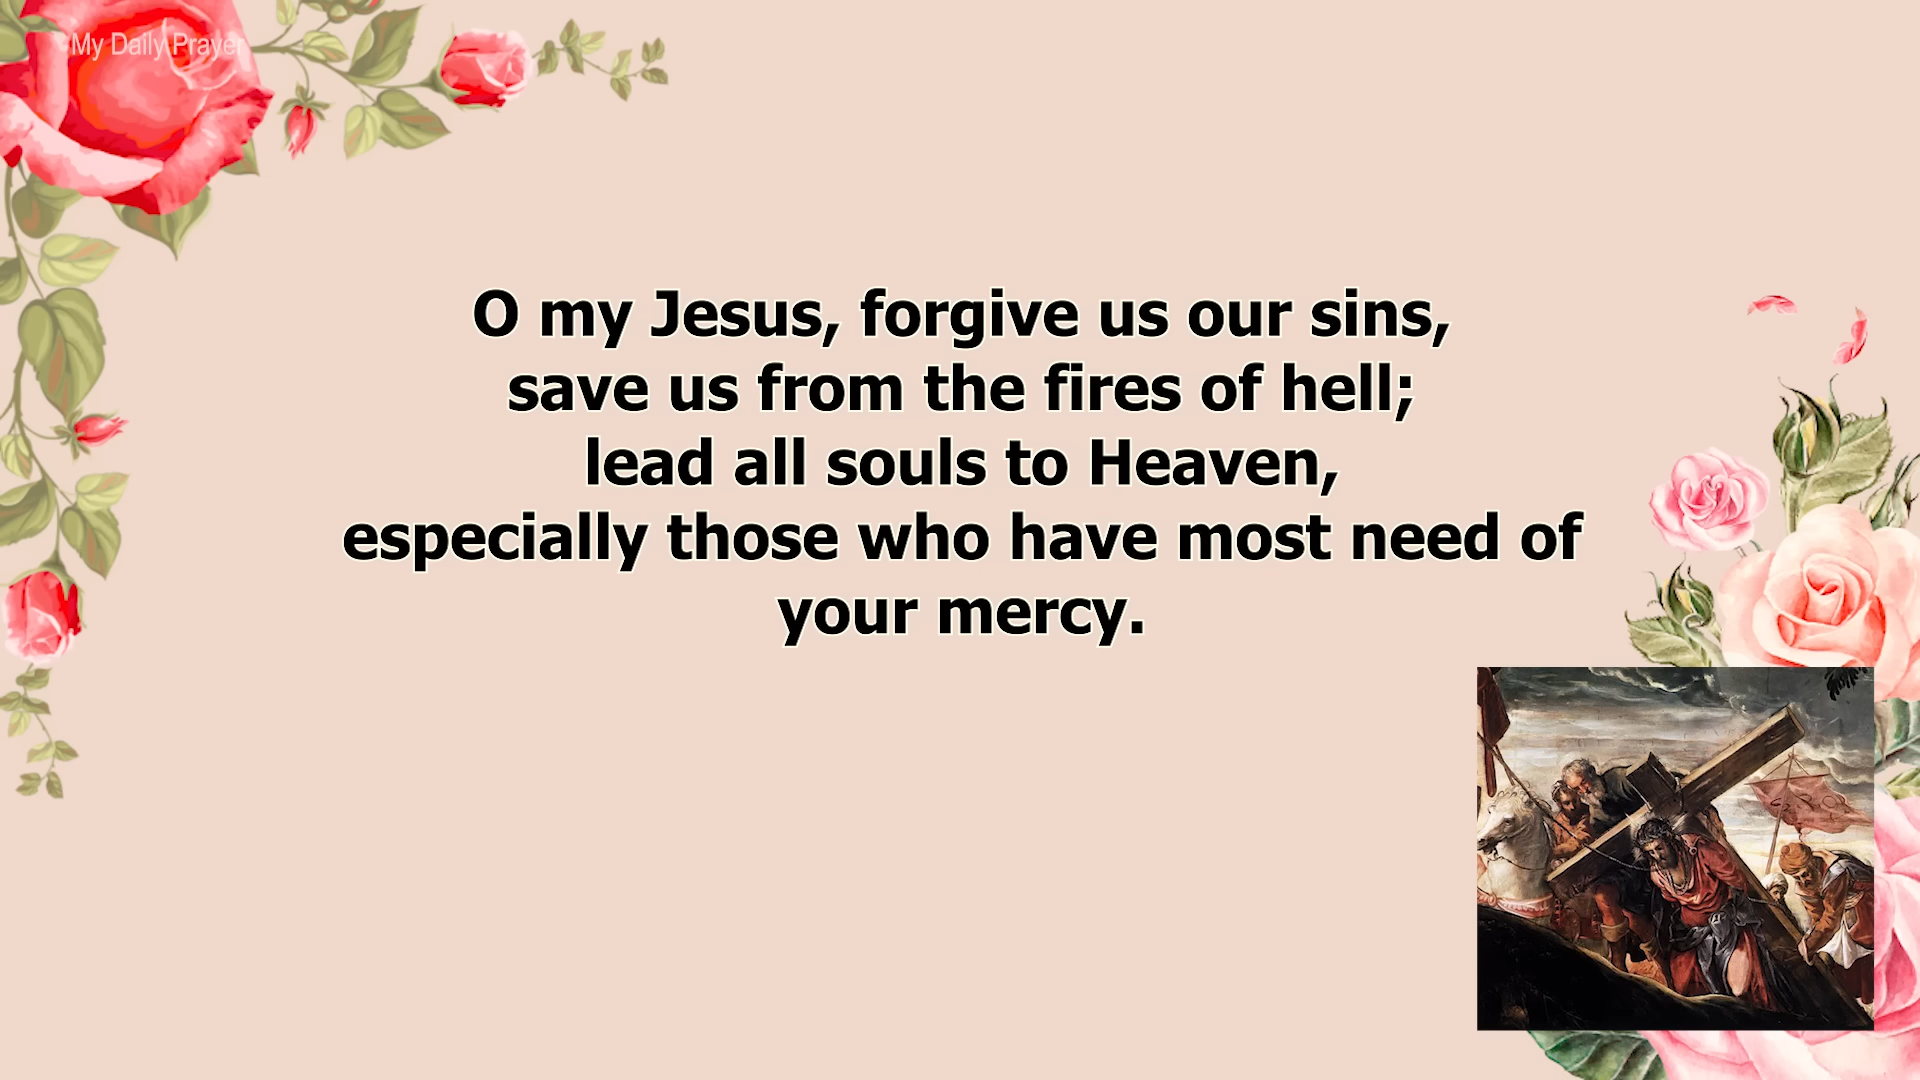 My Daily Prayer
O my Jesus, forgive us our sins,
save us from the fires of hell;
lead all souls to Heaven,
especially those who have most need of
your mercy.